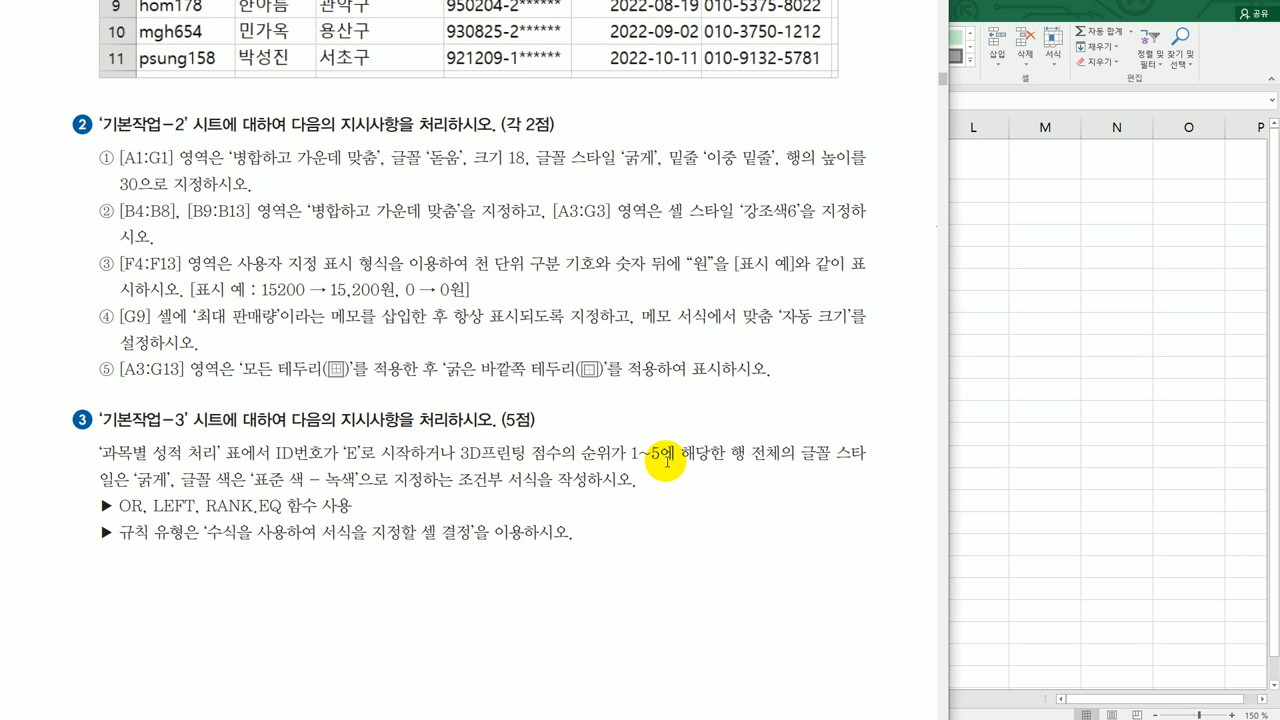 9 hom178 한아름 관악구 950204-2****** 2022-08-19 010-5375-8022
10 mgh654 민가옥 용산구 930825-2****** 2022-09-02 010-3750-1212
11 psung158 박성진 서초구 921209-1****** 2022-10-11 010-9132-5781
2 ‘기본작업-2’ 시트에 대하여 다음의 지시사항을 처리하시오. (각 2점)
① [A1:G1] 영역은 ‘병합하고 가운데 맞춤’, 글꼴 ‘돋움’, 크기 18, 글꼴 스타일 ‘굵게’, 밑줄 ‘이중 밑줄’, 행의 높이를
30으로 지정하시오.
② [B4:B8], [B9:B13] 영역은 ‘병합하고 가운데 맞춤’을 지정하고, [A3:G3] 영역은 셀 스타일 ‘강조색6’을 지정하
시오.
③ [F4:F13] 영역은 사용자 지정 표시 형식을 이용하여 천 단위 구분 기호와 숫자 뒤에 “원”을 [표시 예]와 같이 표
시하시오. [표시 예 : 15200 → 15,200원, 0 → 0원]
④ [G9] 셀에 ‘최대 판매량’이라는 메모를 삽입한 후 항상 표시되도록 지정하고, 메모 서식에서 맞춤 ‘자동 크기’를
설정하시오.
⑤ [A3:G13] 영역은 ‘모든 테두리(田)’를 적용한 후 ‘굵은 바깥쪽 테두리(□)’를 적용하여 표시하시오.
3 ‘기본작업-3’ 시트에 대하여 다음의 지시사항을 처리하시오. (5점)
‘과목별 성적 처리’ 표에서 ID번호가 ‘E’로 시작하거나 3D프린팅 점수의 순위가 1~5에 해당한 행 전체의 글꼴 스타
일은 ‘굵게’, 글꼴 색은 ‘표준 색 - 녹색’으로 지정하는 조건부 서식을 작성하시오.
▶ OR, LEFT, RANK.EQ 함수 사용
▶ 규칙 유형은 ‘수식을 사용하여 서식을 지정할 셀 결정’을 이용하시오.
공유
삽입 삭제 서식
셀
자동 합계
채우기
지우기
정렬 및 찾기 및
필터 선택
편집
L M N O P
150 %